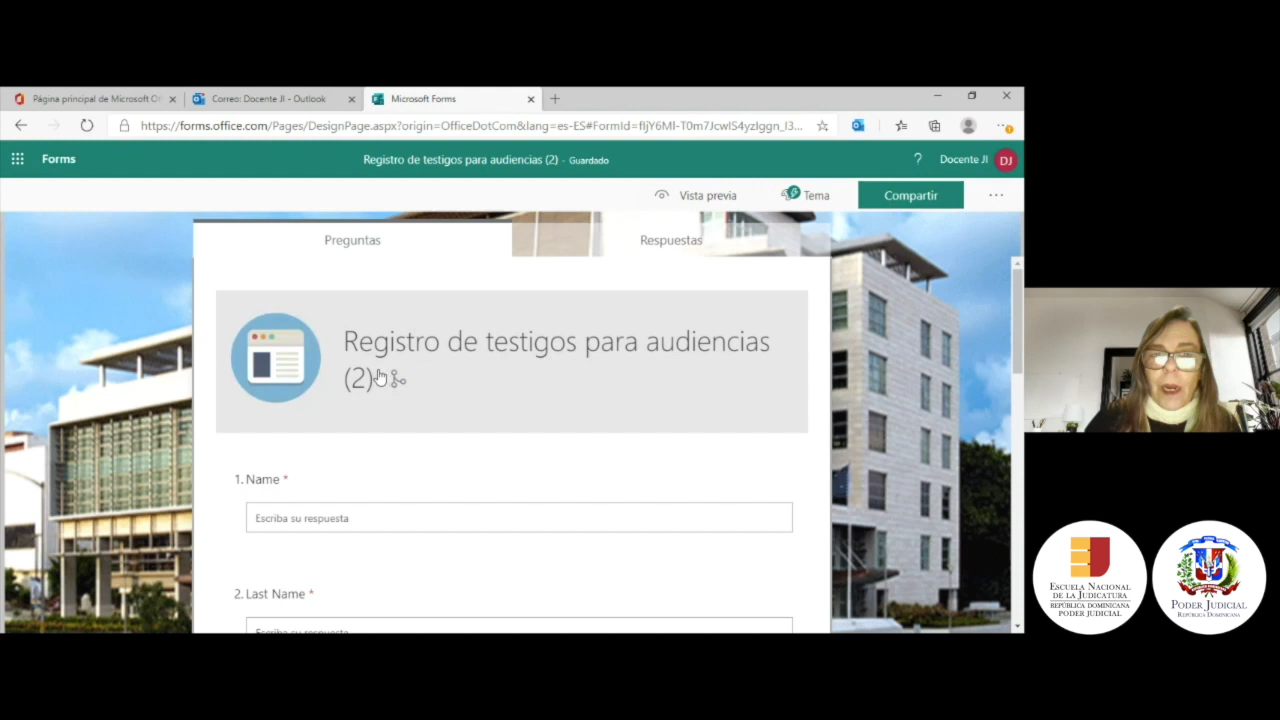 Página principal de Microsoft O
Correo: Docente JI - Outlook
Microsoft Forms
https://forms.office.com/Pages/DesignPage.aspx?origin=OfficeDotCom&lang=es-ES#FormId=
Forms
Registro de testigos para audiencias (2) - Guardado
?
Docente JI
DJ
Vista previa
Tema
Compartir
Preguntas
Respuestas
Registro de testigos para audiencias
(2)
1. Name *
Escriba su respuesta
2. Last Name *
Escriba su respuesta
ESCUELA NACIONAL
DE LA JUDICATURA
REPÚBLICA DOMINICANA
PODER JUDICIAL
PODER JUDICIAL
REPÚBLICA DOMINICANA